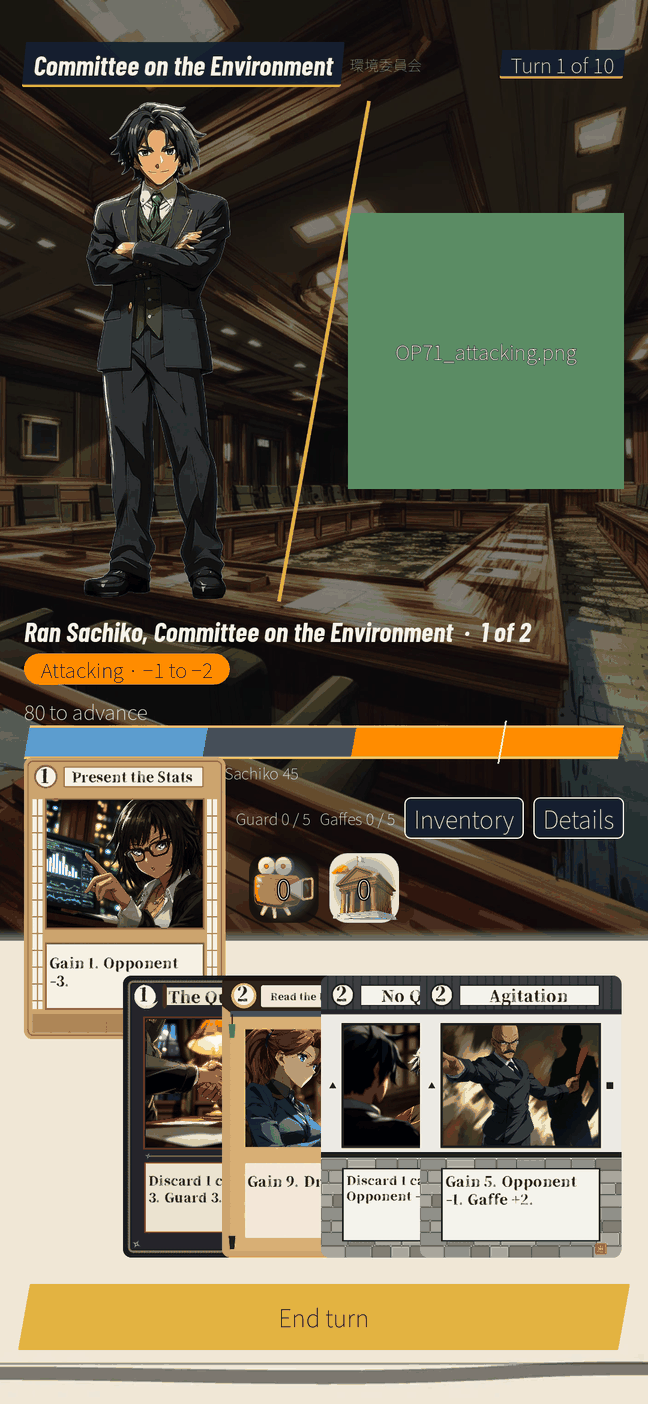 Committee on the Environment 環境委員会
Turn 1 of 10
OP71_attacking.png
Ran Sachiko, Committee on the Environment · 1 of 2
Attacking · −1 to −2
80 to advance
Sachiko 45
Guard 0 / 5 Gaffes 0 / 5
Inventory
Details
0
0
1
Present the Stats
Gain 1. Opponent
-3.
1
The Qu
Discard 1 c
3. Guard 3.
2
Read the
Gain 9. Dr
2
No Q
Discard 1 ca
Opponent -
2
Agitation
Gain 5. Opponent
-1. Gaffe +2.
End turn